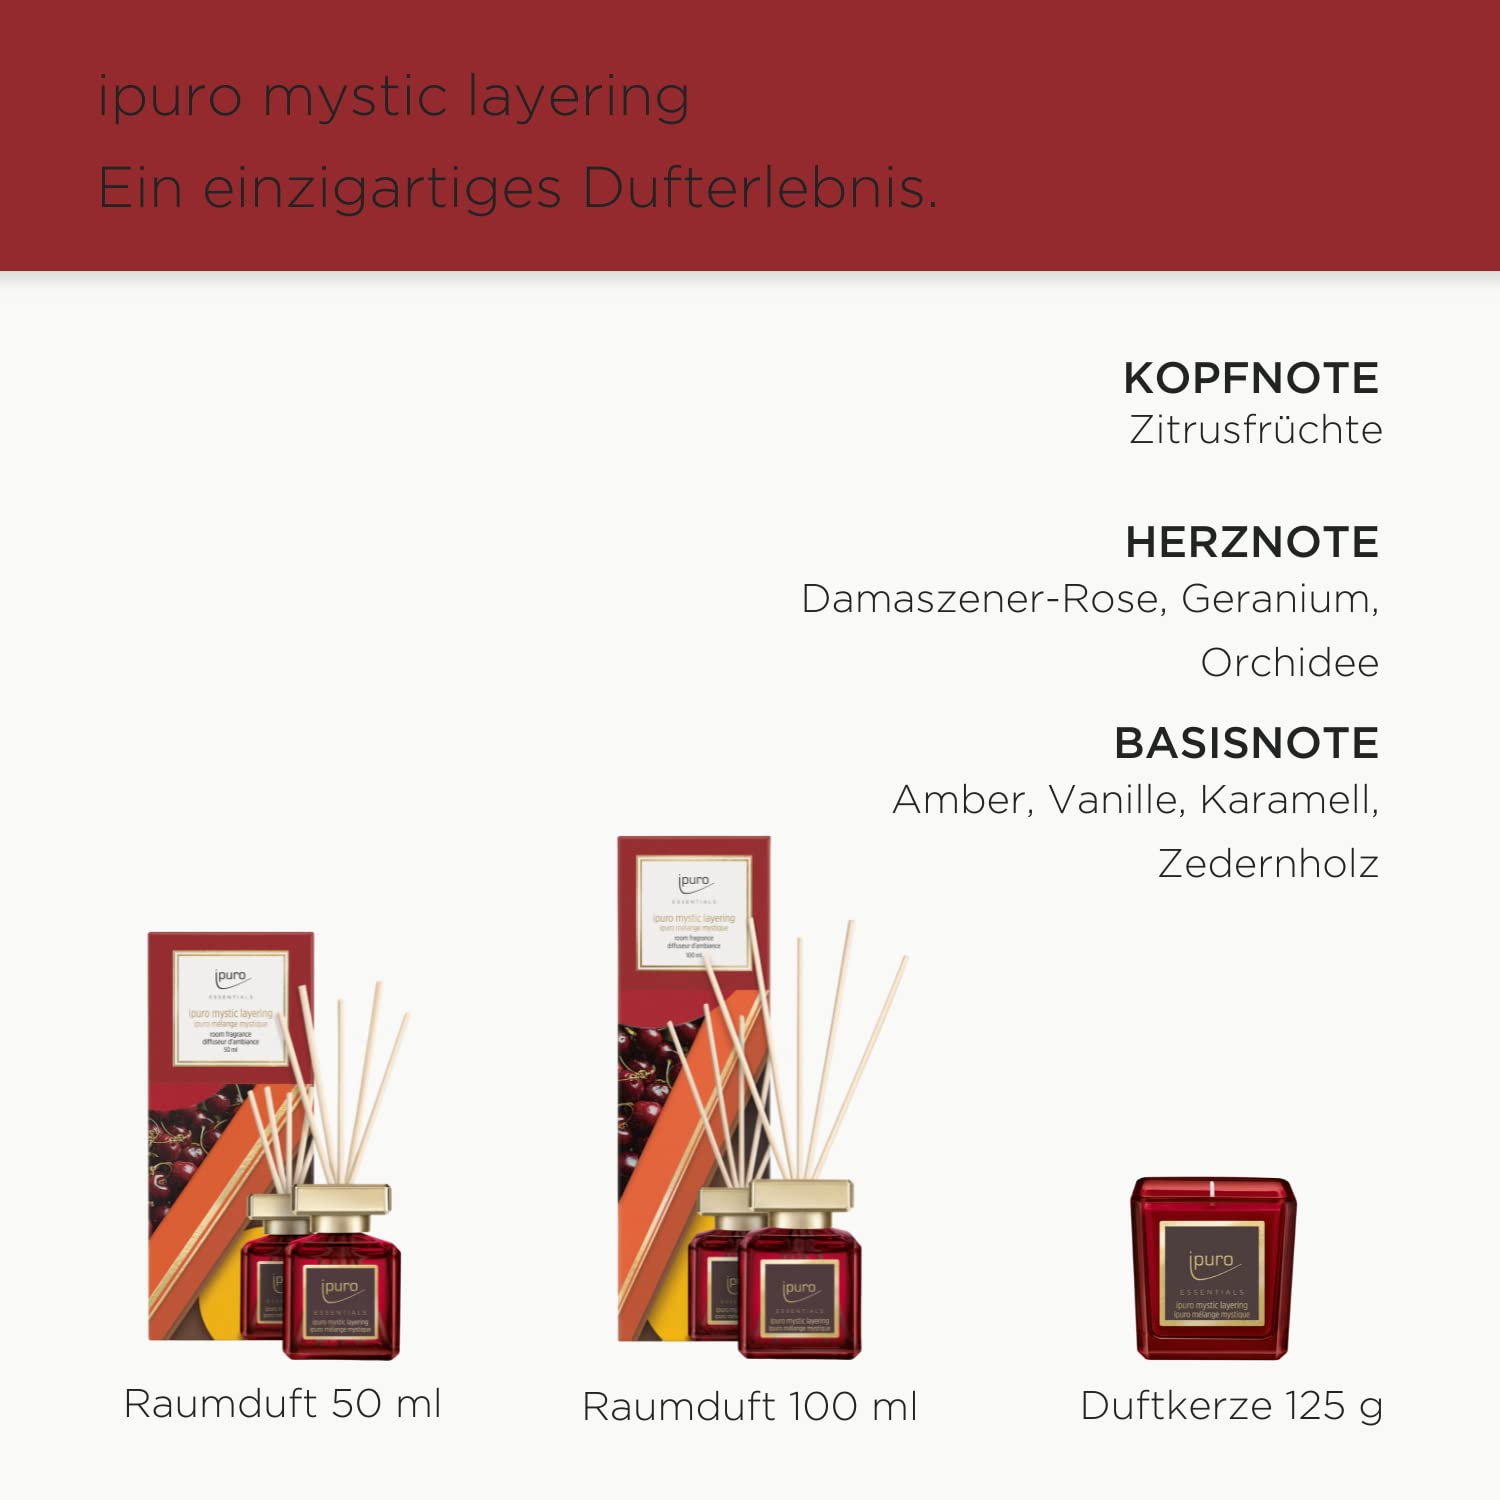 ipuro mystic layering
Ein einzigartiges Dufterlebnis.
KOPFNOTE
Zitrusfrüchte
HERZNOTE
Damaszener-Rose, Geranium,
Orchidee
BASISNOTE
Amber, Vanille, Karamell,
Zedernholz
ipuro
ESSENTIALS
ipuro mystic layering
ipuro mélange mystique
room fragrance
diffuseur d'ambiance
50 ml
ipuro
ESSENTIALS
ipuro mystic layering
ipuro mélange mystique
Raumduft 50 ml
ipuro
ESSENTIALS
ipuro mystic layering
ipuro mélange mystique
room fragrance
diffuseur d'ambiance
100 ml
ipuro
ESSENTIALS
ipuro mystic layering
ipuro mélange mystique
Raumduft 100 ml
ipuro
ESSENTIALS
ipuro mystic layering
ipuro mélange mystique
Duftkerze 125 g